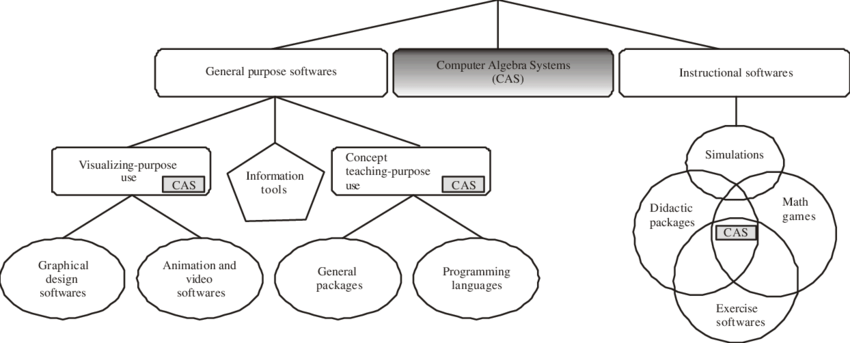 General purpose softwares
Computer Algebra Systems
(CAS)
Instructional softwares
Visualizing-purpose
use
CAS
Information
tools
Concept
teaching-purpose
use
CAS
Simulations
Didactic
packages
Math
games
CAS
Exercise
softwares
Graphical
design
softwares
Animation and
video
softwares
General
packages
Programming
languages